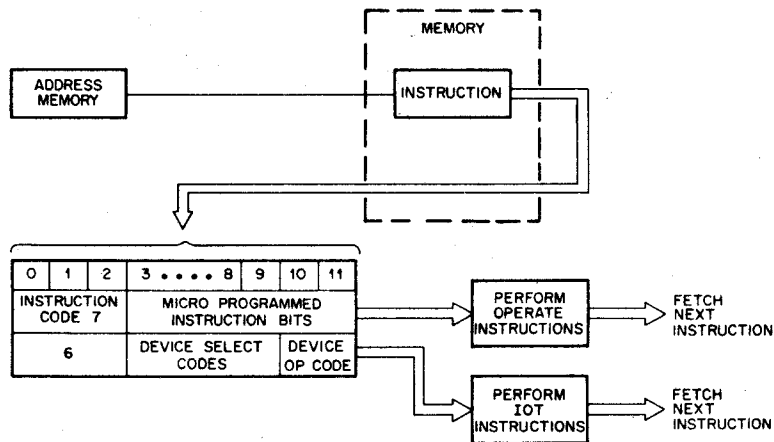 MEMORY
ADDRESS
MEMORY
INSTRUCTION
0 1 2 3 • • • • 8 9 10 11
INSTRUCTION
CODE 7
MICRO PROGRAMMED
INSTRUCTION BITS
6
DEVICE SELECT
CODES
DEVICE
OP CODE
PERFORM
OPERATE
INSTRUCTIONS
FETCH
NEXT
INSTRUCTION
PERFORM
IOT
INSTRUCTIONS
FETCH
NEXT
INSTRUCTION